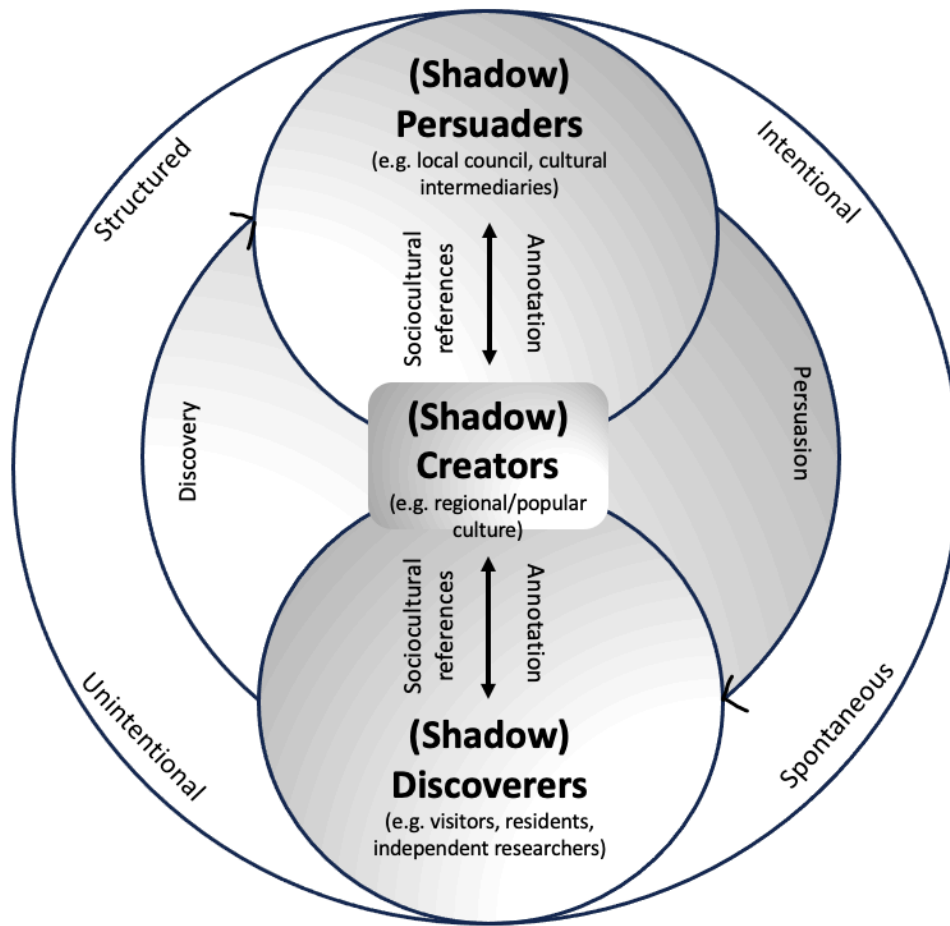 (Shadow)
Persuaders
(e.g. local council, cultural
intermediaries)
Structured
Intentional
Sociocultural
references
Annotation
Discovery
Persuasion
(Shadow)
Creators
(e.g. regional/popular
culture)
Sociocultural
references
Annotation
Unintentional
Spontaneous
(Shadow)
Discoverers
(e.g. visitors, residents,
independent researchers)